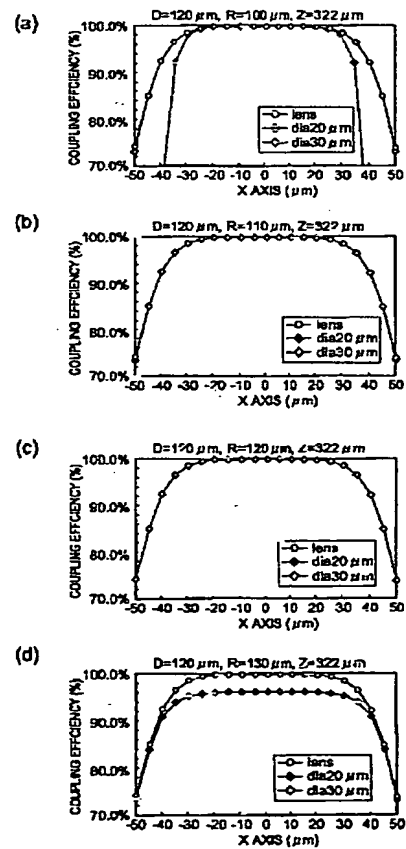 (a)
D=120 μm, R=100 μm, Z=322 μm
COUPLING EFFCIENCY (%)
100.0%
90.0%
80.0%
70.0%
lens
dia20 μm
dia30 μm
-50 -40 -30 -20 -10 0 10 20 30 40 50
X AXIS (μm)
(b)
D=120 μm, R=110 μm, Z=322 μm
COUPLING EFFCIENCY (%)
100.0%
90.0%
80.0%
70.0%
lens
dia20 μm
dia30 μm
-50 -40 -30 -20 -10 0 10 20 30 40 50
X AXIS (μm)
(c)
D=120 μm, R=120 μm, Z=322 μm
COUPLING EFFCIENCY (%)
100.0%
90.0%
80.0%
70.0%
lens
dia20 μm
dia30 μm
-50 -40 -30 -20 -10 0 10 20 30 40 50
X AXIS (μm)
(d)
D=120 μm, R=130 μm, Z=322 μm
COUPLING EFFCIENCY (%)
100.0%
90.0%
80.0%
70.0%
lens
dia20 μm
dia30 μm
-50 -40 -30 -20 -10 0 10 20 30 40 50
X AXIS (μm)